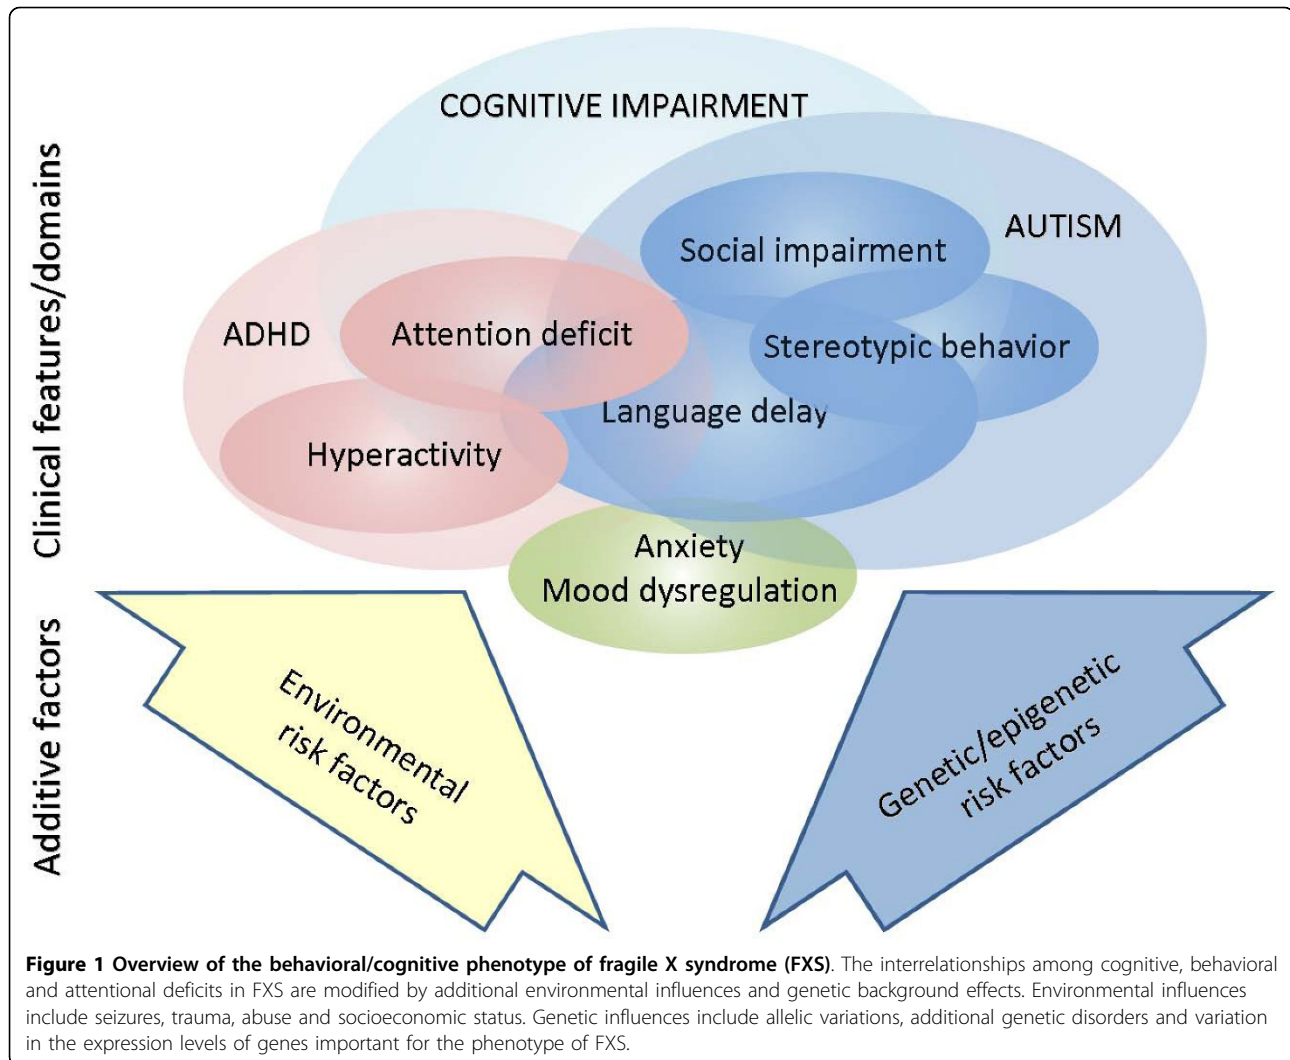 Clinical features/domains
COGNITIVE IMPAIRMENT
AUTISM
Social impairment
ADHD
Attention deficit
Stereotypic behavior
Language delay
Hyperactivity
Anxiety
Mood dysregulation
Additive factors
Environmental
risk factors
Genetic/epigenetic
risk factors
Figure 1 Overview of the behavioral/cognitive phenotype of fragile X syndrome (FXS). The interrelationships among cognitive, behavioral
and attentional deficits in FXS are modified by additional environmental influences and genetic background effects. Environmental influences
include seizures, trauma, abuse and socioeconomic status. Genetic influences include allelic variations, additional genetic disorders and variation
in the expression levels of genes important for the phenotype of FXS.